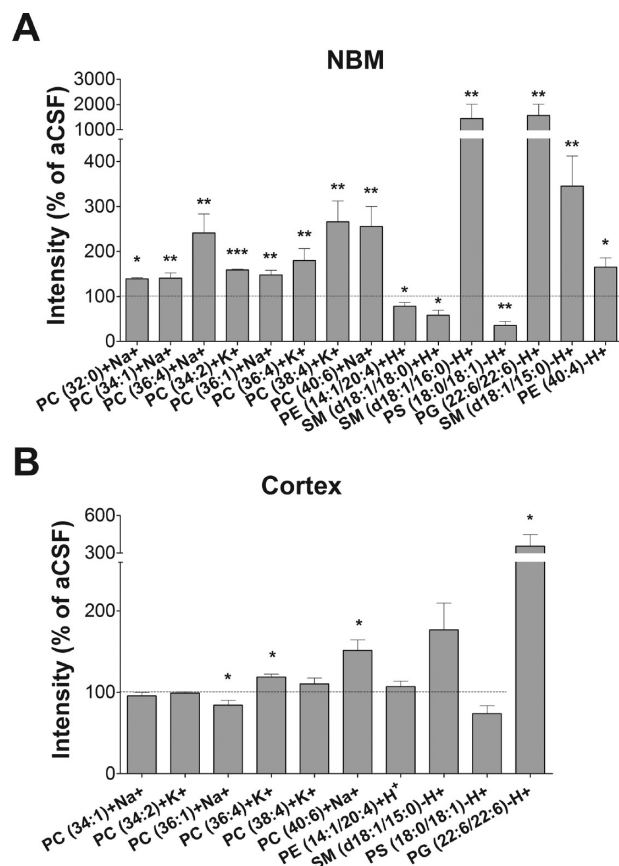 A
NBM
Intensity (% of aCSF)
3000
2000
1000
400
300
200
100
0
*
**
**
***
**
**
**
**
*
*
**
**
**
**
*
PC (32:0)+Na+
PC (34:1)+Na+
PC (36:4)+Na+
PC (34:2)+K+
PC (36:1)+Na+
PC (36:4)+K+
PC (38:4)+K+
PC (40:6)+Na+
PE (14:1/20:4)+H+
SM (d18:1/18:0)+H+
SM (d18:1/16:0)-H+
PS (18:0/18:1)-H+
PG (22:6/22:6)-H+
SM (d18:1/15:0)-H+
PE (40:4)-H+
B
Cortex
Intensity (% of aCSF)
600
300
200
100
0
*
*
*
*
PC (34:1)+Na+
PC (34:2)+K+
PC (36:1)+Na+
PC (36:4)+K+
PC (38:4)+K+
PC (40:6)+Na+
PE (14:1/20:4)+H+
SM (d18:1/15:0)-H+
PS (18:0/18:1)-H+
PG (22:6/22:6)-H+